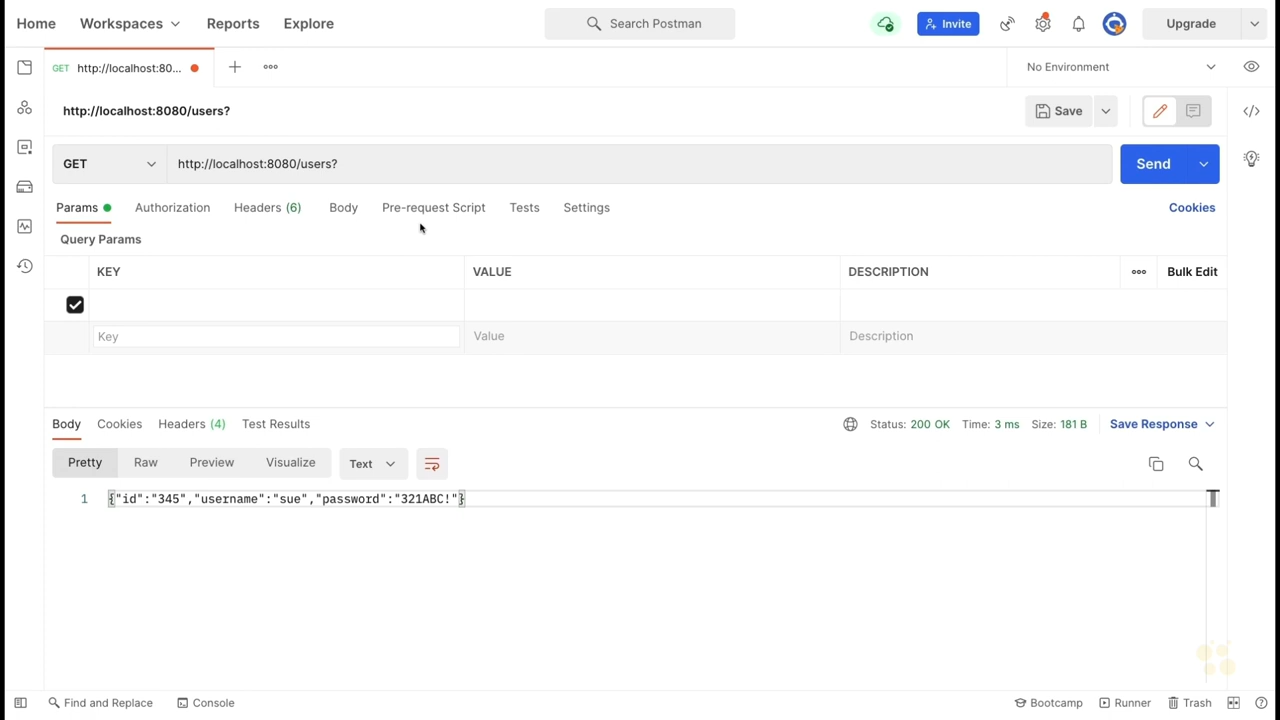 Home Workspaces Reports Explore Search Postman Invite Upgrade
GET http://localhost:80... No Environment
http://localhost:8080/users? Save
GET http://localhost:8080/users? Send
Params Authorization Headers (6) Body Pre-request Script Tests Settings Cookies
Query Params
KEY VALUE DESCRIPTION Bulk Edit
Key Value Description
Body Cookies Headers (4) Test Results Status: 200 OK Time: 3 ms Size: 181 B Save Response
Pretty Raw Preview Visualize Text
1 {"id":"345","username":"sue","password":"321ABC!"}
Find and Replace Console Bootcamp Runner Trash